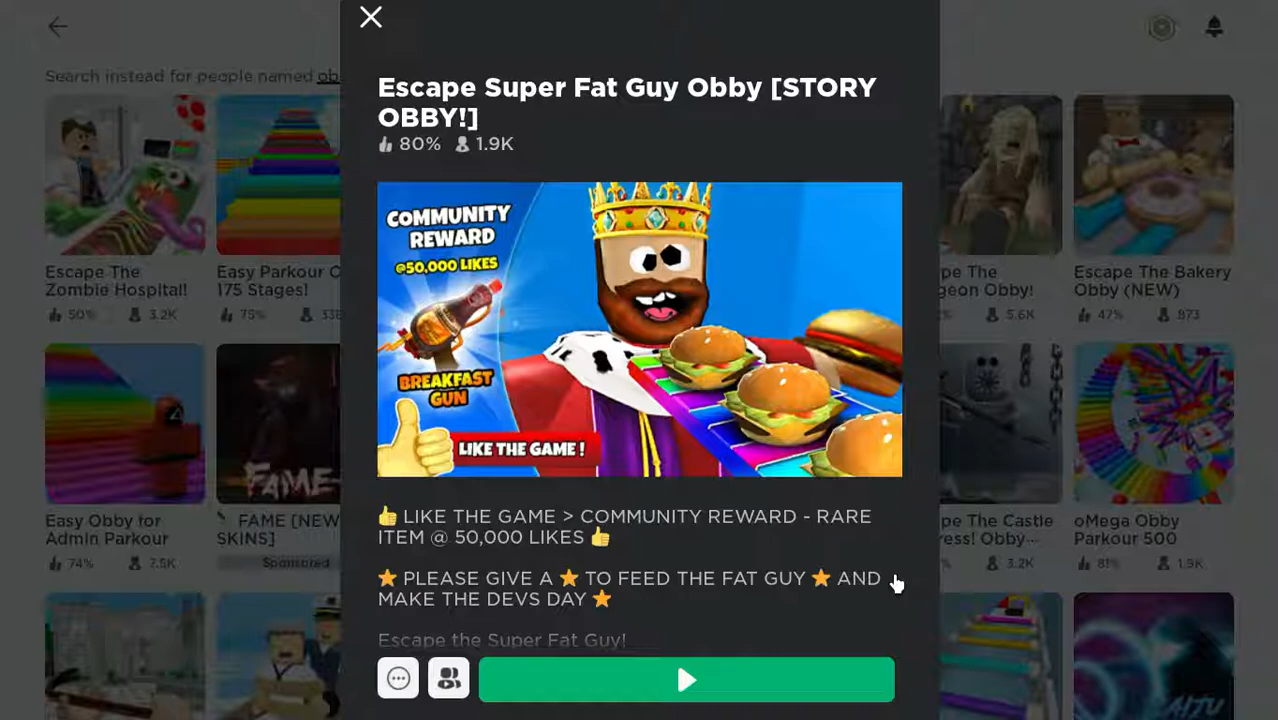 Search instead for people named ob
Escape Super Fat Guy Obby [STORY
OBBY!]
80% 1.9K
COMMUNITY
REWARD
@50,000 LIKES
BREAKFAST
GUN
LIKE THE GAME !
👍 LIKE THE GAME > COMMUNITY REWARD - RARE
ITEM @ 50,000 LIKES 👍
⭐ PLEASE GIVE A ⭐ TO FEED THE FAT GUY ⭐ AND
MAKE THE DEVS DAY ⭐
Escape the Super Fat Guy!
Escape The
Zombie Hospital!
50% 3.2K
Easy Parkour O
175 Stages!
75% 338
pe The
geon Obby!
% 5.6K
Escape The Bakery
Obby (NEW)
47% 873
Easy Obby for
Admin Parkour
74% 7.5K
FAME
FAME [NEW
SKINS]
Sponsored
pe The Castle
ress! Obby...
3.2K
oMega Obby
Parkour 500
81% 1.9K